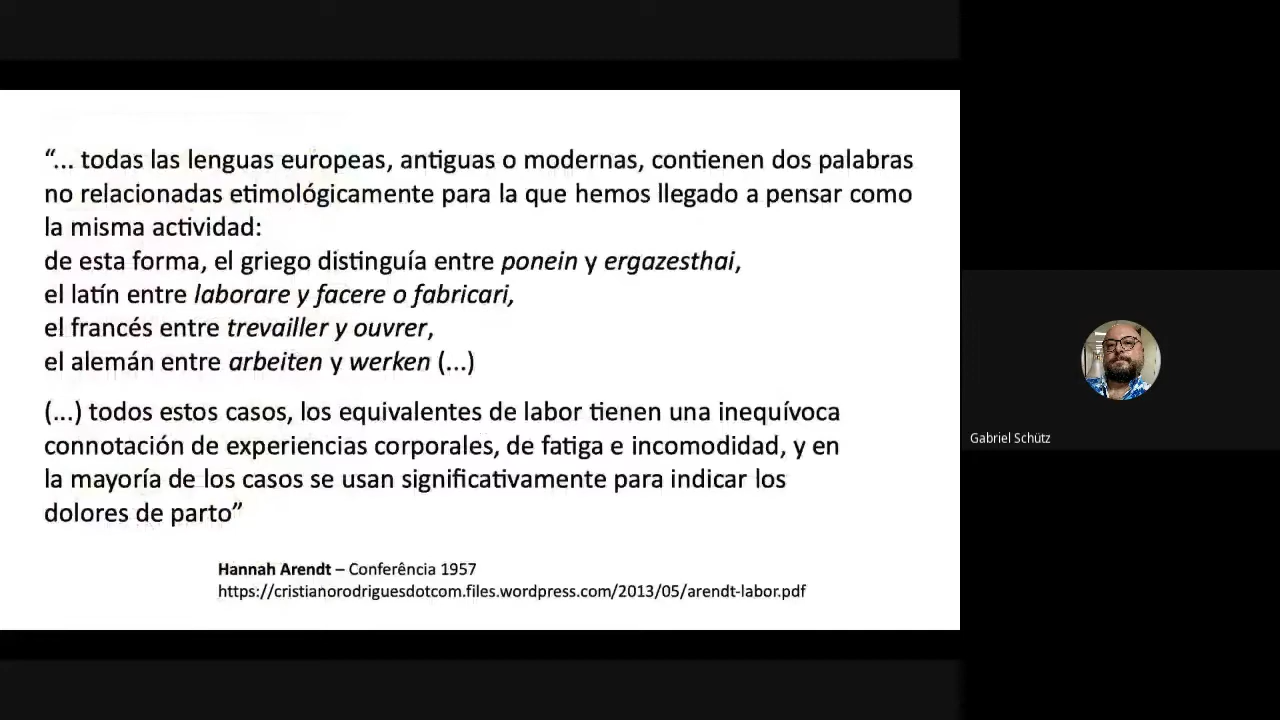 “... todas las lenguas europeas, antiguas o modernas, contienen dos palabras
no relacionadas etimológicamente para la que hemos llegado a pensar como
la misma actividad:
de esta forma, el griego distinguía entre ponein y ergazesthai,
el latín entre laborare y facere o fabricari,
el francés entre trevailler y ouvrer,
el alemán entre arbeiten y werken (...)
(...) todos estos casos, los equivalentes de labor tienen una inequívoca
connotación de experiencias corporales, de fatiga e incomodidad, y en
la mayoría de los casos se usan significativamente para indicar los
dolores de parto”
Hannah Arendt – Conferência 1957
https://cristianorodriguesdotcom.files.wordpress.com/2013/05/arendt-labor.pdf
Gabriel Schütz